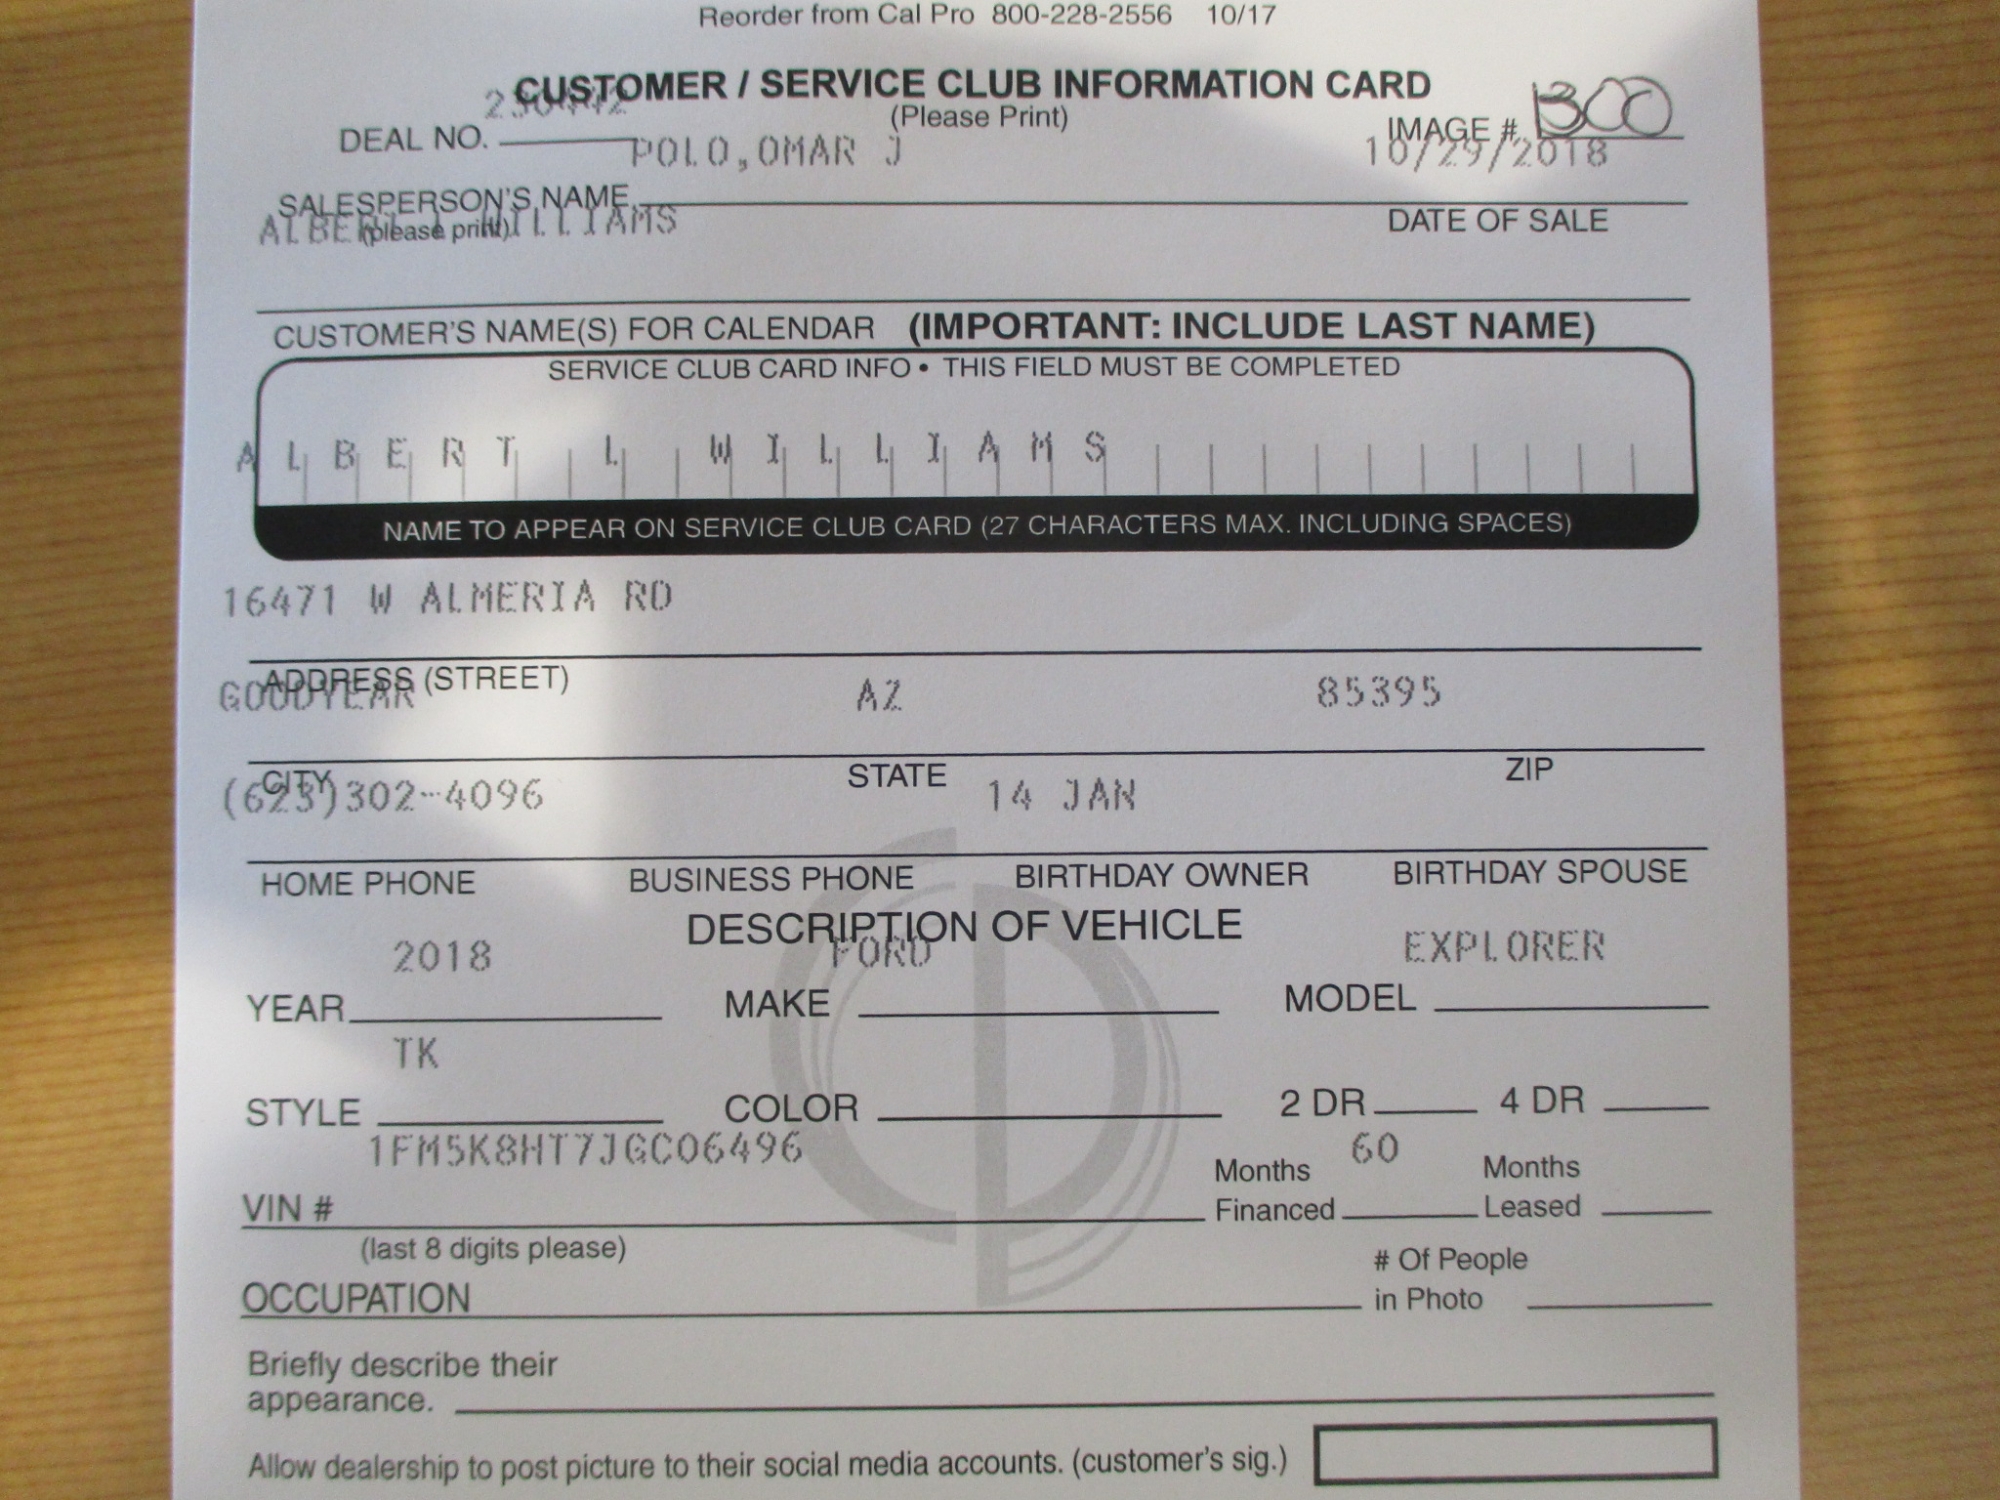 Reorder from Cal Pro 800-228-2556 10/17
CUSTOMER / SERVICE CLUB INFORMATION CARD
(Please Print)
DEAL NO. IMAGE #
POLO,OMAR J 10/29/2018
SALESPERSON'S NAME
(please print) DATE OF SALE
ALBERT L WILLIAMS
CUSTOMER'S NAME(S) FOR CALENDAR (IMPORTANT: INCLUDE LAST NAME)
SERVICE CLUB CARD INFO • THIS FIELD MUST BE COMPLETED
ALBERT L WILLIAMS
NAME TO APPEAR ON SERVICE CLUB CARD (27 CHARACTERS MAX. INCLUDING SPACES)
16471 W ALMERIA RD
ADDRESS (STREET)
GOODYEAR AZ 85395
CITY STATE ZIP
(623)302-4096 14 JAN
HOME PHONE BUSINESS PHONE BIRTHDAY OWNER BIRTHDAY SPOUSE
DESCRIPTION OF VEHICLE
2018 FORD EXPLORER
YEAR MAKE MODEL
TK
STYLE COLOR 2 DR 4 DR
1FM5K8HT7JGC06496 60
VIN # Months Financed Months Leased
(last 8 digits please)
OCCUPATION # Of People in Photo
Briefly describe their
appearance.
Allow dealership to post picture to their social media accounts. (customer's sig.)